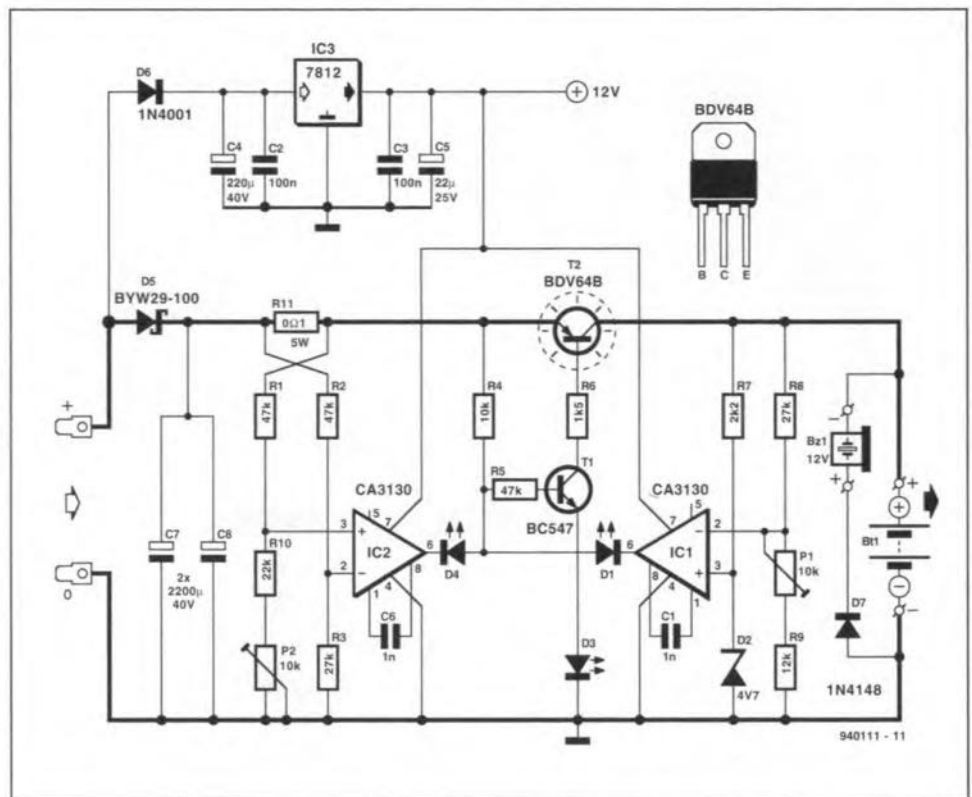 IC3
7812
D6
1N4001
12V
C4
220µ
40V
C2
100n
C3
100n
C5
22µ
25V
BDV64B
B C E
D5
BYW29-100
R11
0Ω1
5W
T2
BDV64B
R1
47k
R2
47k
R4
10k
R6
1k5
R7
2k2
R8
27k
Bz1
12V
R5
47k
T1
BC547
CA3130
IC2
CA3130
IC1
+
0
C7
C8
2x
2200µ
40V
R10
22k
P2
10k
R3
27k
C6
1n
D4
D1
D3
C1
1n
D2
4V7
P1
10k
R9
12k
D7
1N4148
Bt1
5
7
3
2
6
8
4
1
+
-
5
7
2
3
6
8
4
1
-
+
-
+
+
+
-
-
940111 - 11